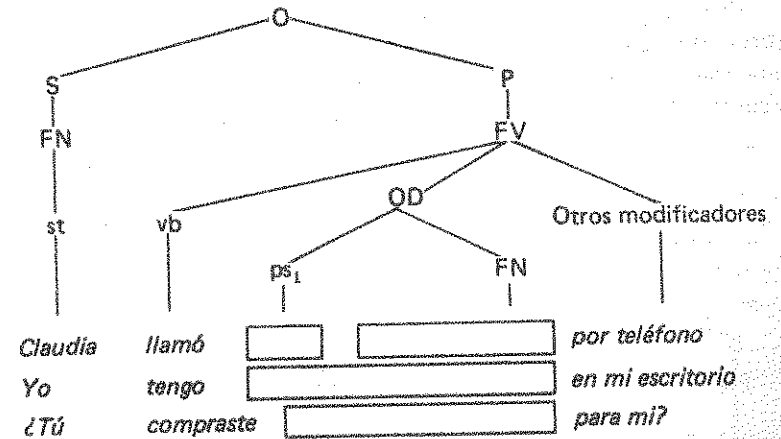 O
S P
FN FV
st vb OD Otros modificadores
ps₁ FN
Claudia llamó por teléfono
Yo tengo en mi escritorio
¿Tú compraste para mi?